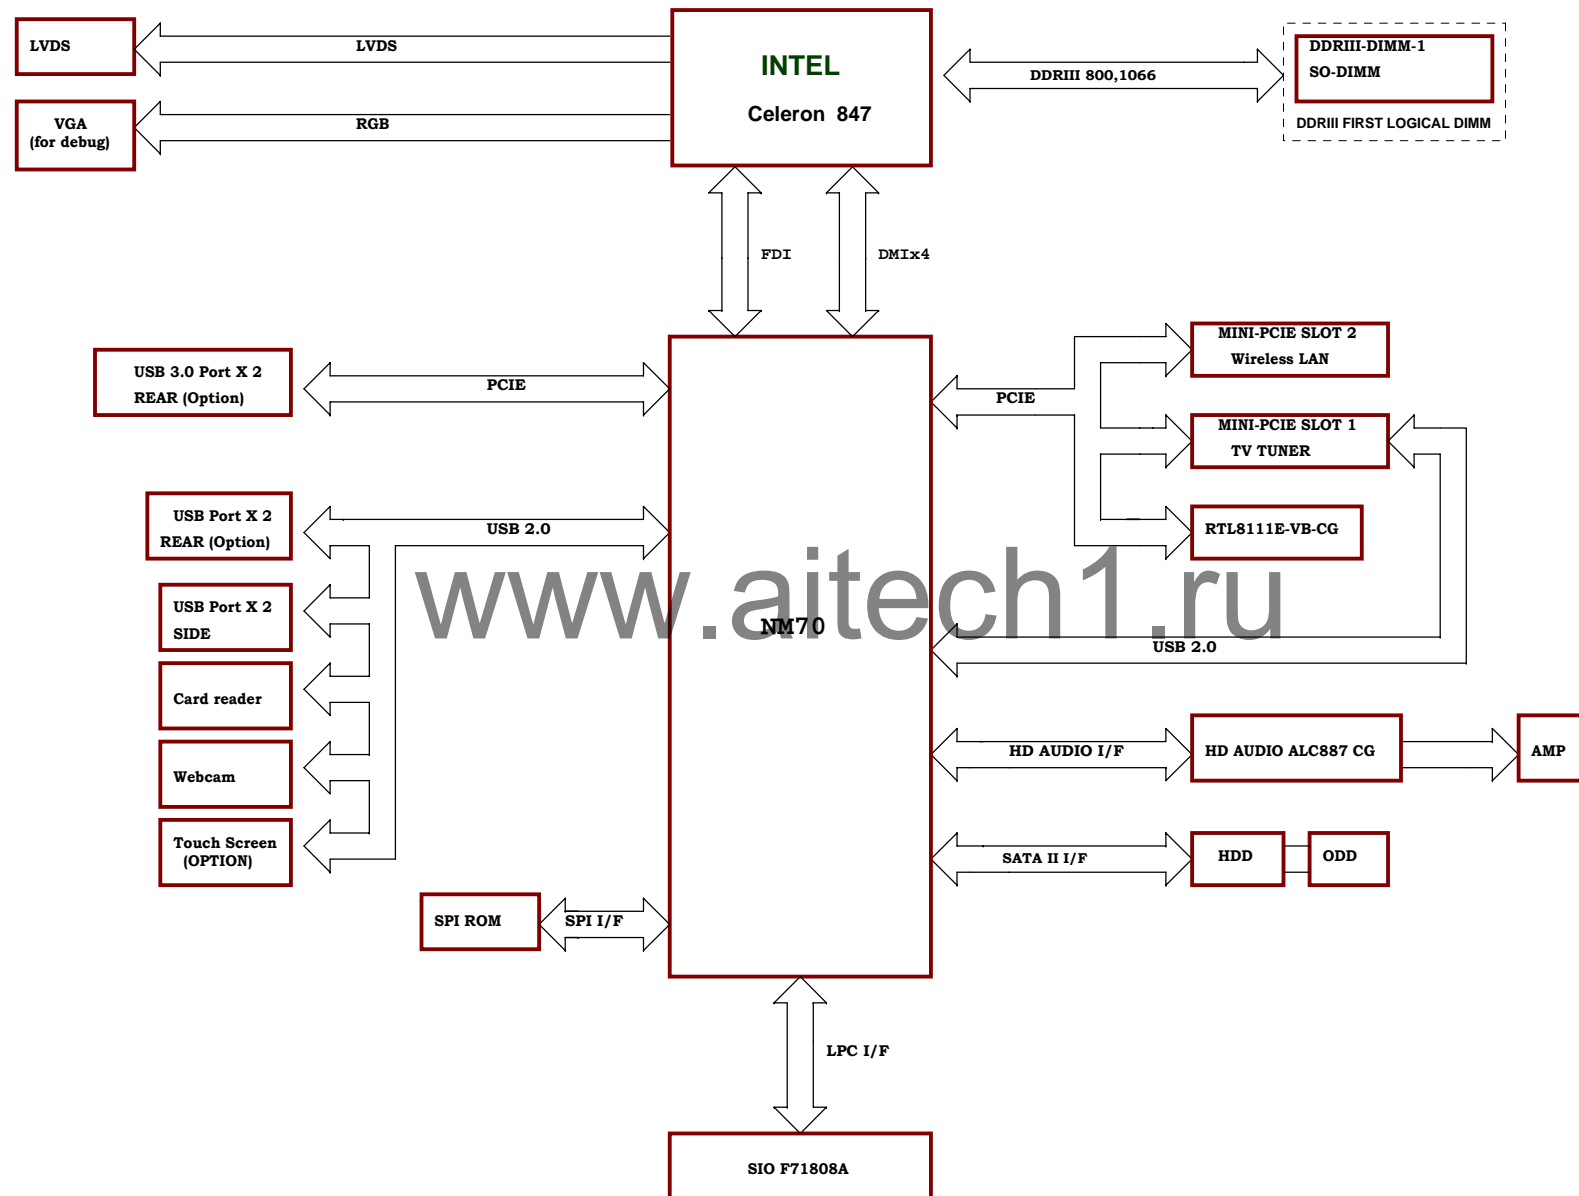 LVDS
LVDS
INTEL
Celeron 847
DDRIII 800,1066
DDRIII-DIMM-1
SO-DIMM
DDRIII FIRST LOGICAL DIMM
VGA
(for debug)
RGB
FDI
DMIx4
USB 3.0 Port X 2
REAR (Option)
PCIE
PCIE
MINI-PCIE SLOT 2
Wireless LAN
MINI-PCIE SLOT 1
TV TUNER
USB Port X 2
REAR (Option)
USB 2.0
RTL8111E-VB-CG
www.aitech1.ru
NM70
USB Port X 2
SIDE
USB 2.0
Card reader
Webcam
HD AUDIO I/F
HD AUDIO ALC887 CG
AMP
Touch Screen
(OPTION)
SATA II I/F
HDD
ODD
SPI ROM
SPI I/F
LPC I/F
SIO F71808A